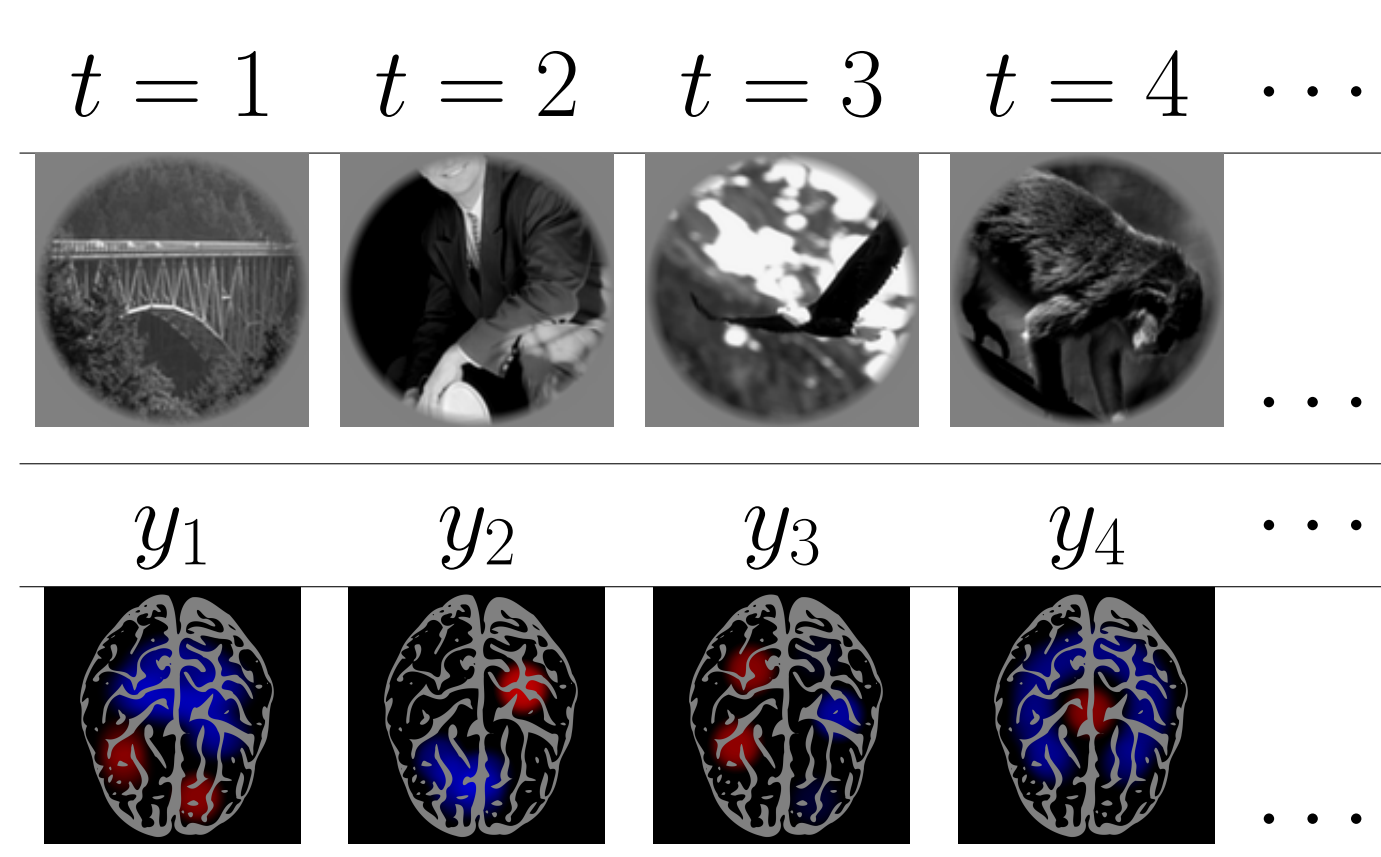 t = 1 t = 2 t = 3 t = 4 ⋯
⋯
y₁ y₂ y₃ y₄ ⋯
⋯